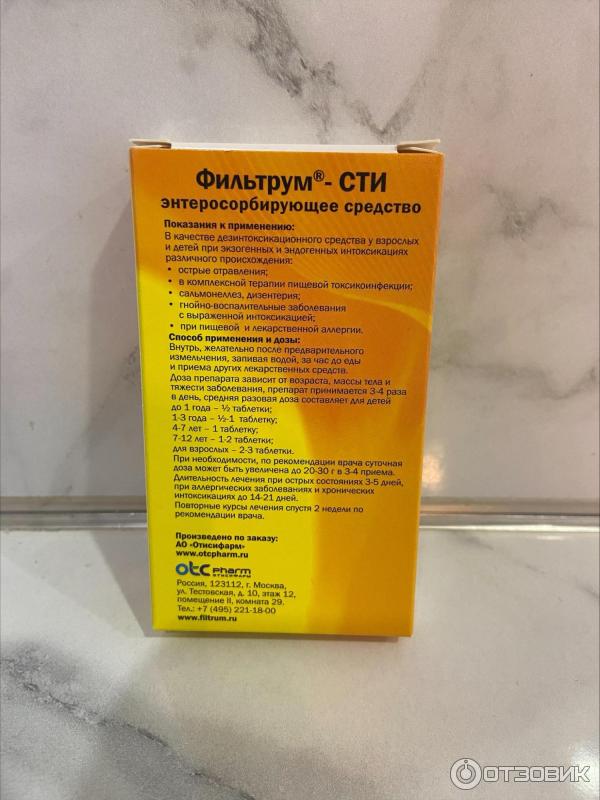 Фильтрум®- СТИ
энтеросорбирующее средство
Показания к применению:
В качестве дезинтоксикационного средства у взрослых
и детей при экзогенных и эндогенных интоксикациях
различного происхождения:
• острые отравления;
• в комплексной терапии пищевой токсикоинфекции;
• сальмонеллез, дизентерия;
• гнойно-воспалительные заболевания
с выраженной интоксикацией;
• при пищевой и лекарственной аллергии.
Способ применения и дозы:
Внутрь, желательно после предварительного
измельчения, запивая водой, за час до еды
и приема других лекарственных средств.
Доза препарата зависит от возраста, массы тела и
тяжести заболевания, препарат принимается 3-4 раза
в день, средняя разовая доза составляет для детей
до 1 года – ½ таблетки;
1-3 года – ½-1 таблетку;
4-7 лет – 1 таблетку;
7-12 лет – 1-2 таблетки;
для взрослых – 2-3 таблетки.
При необходимости, по рекомендации врача суточная
доза может быть увеличена до 20-30 г в 3-4 приема.
Длительность лечения при острых состояниях 3-5 дней,
при аллергических заболеваниях и хронических
интоксикациях до 14-21 дней.
Повторные курсы лечения спустя 2 недели по
рекомендации врача.
Произведено по заказу:
АО «Отисифарм»
www.otcpharm.ru
otc pharm
ОТИСИФАРМ
Россия, 123112, г. Москва,
ул. Тестовская, д. 10, этаж 12,
помещение II, комната 29.
Тел.: +7 (495) 221-18-00
www.filtrum.ru
ОТЗОВИК